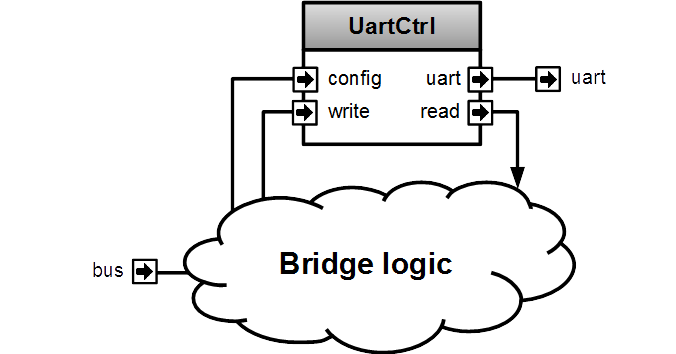 UartCtrl
config uart uart
write read
Bridge logic
bus